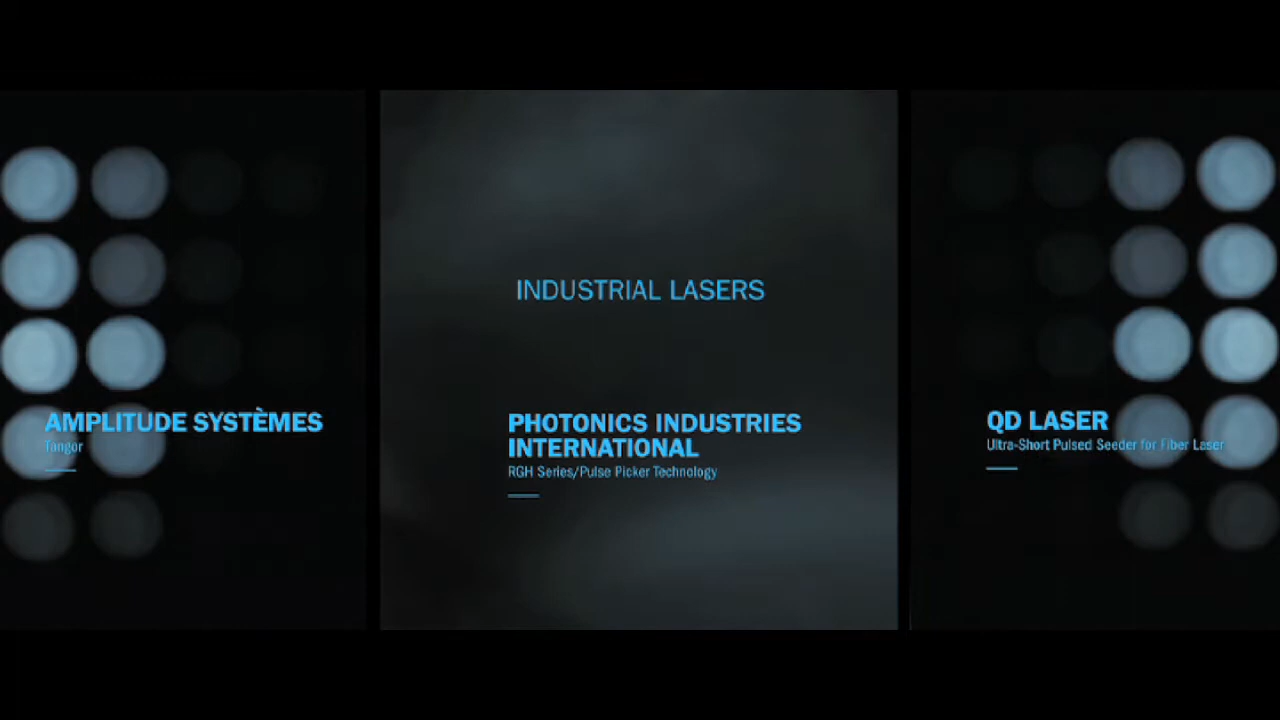 INDUSTRIAL LASERS
AMPLITUDE SYSTÈMES
Tangor
PHOTONICS INDUSTRIES
INTERNATIONAL
RGH Series/Pulse Picker Technology
QD LASER
Ultra-Short Pulsed Seeder for Fiber Laser